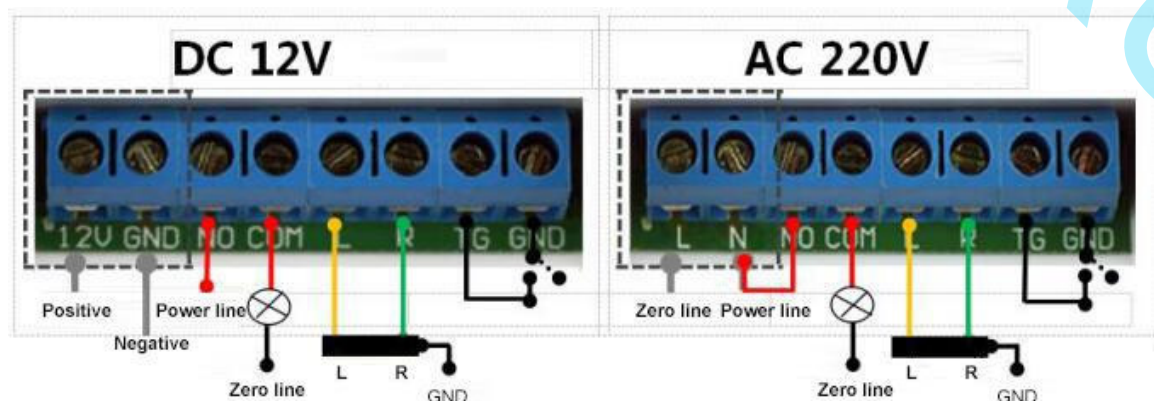 DC 12V
12V GND NO COM L R TG GND
Positive
Negative
Power line
Zero line
L R
GND
AC 220V
L N NO COM L R TG GND
Zero line Power line
Zero line
L R
GND